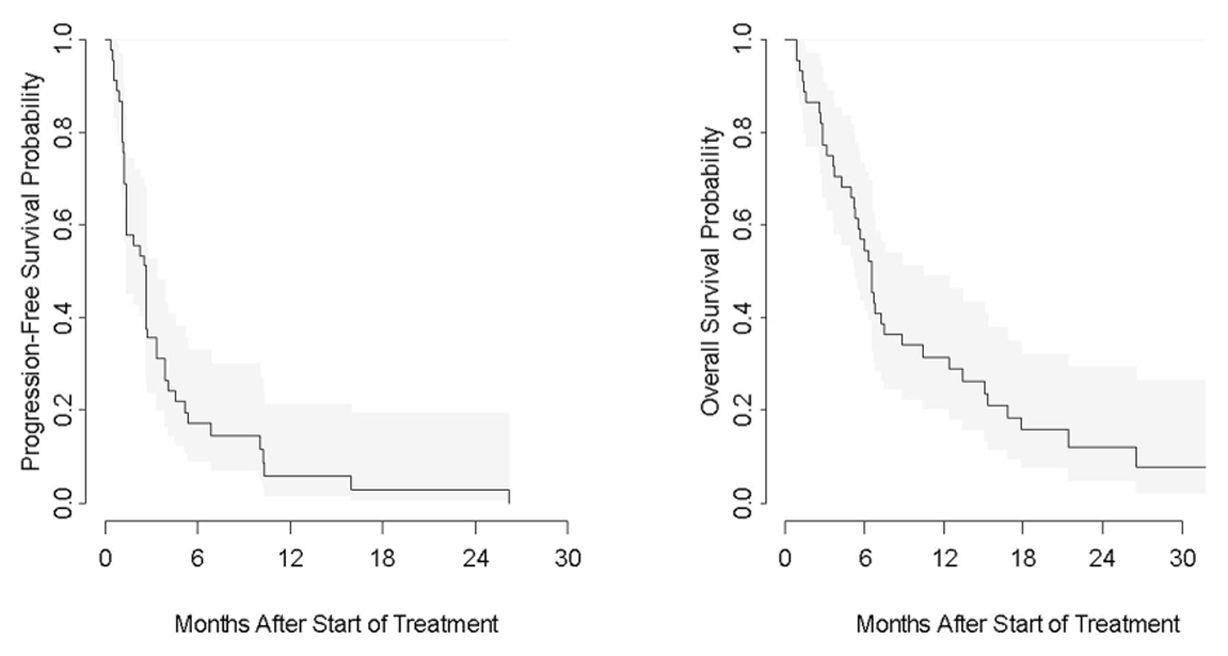 Progression-Free Survival Probability
1.0
0.8
0.6
0.4
0.2
0.0
0 6 12 18 24 30
Months After Start of Treatment
Overall Survival Probability
1.0
0.8
0.6
0.4
0.2
0.0
0 6 12 18 24 30
Months After Start of Treatment